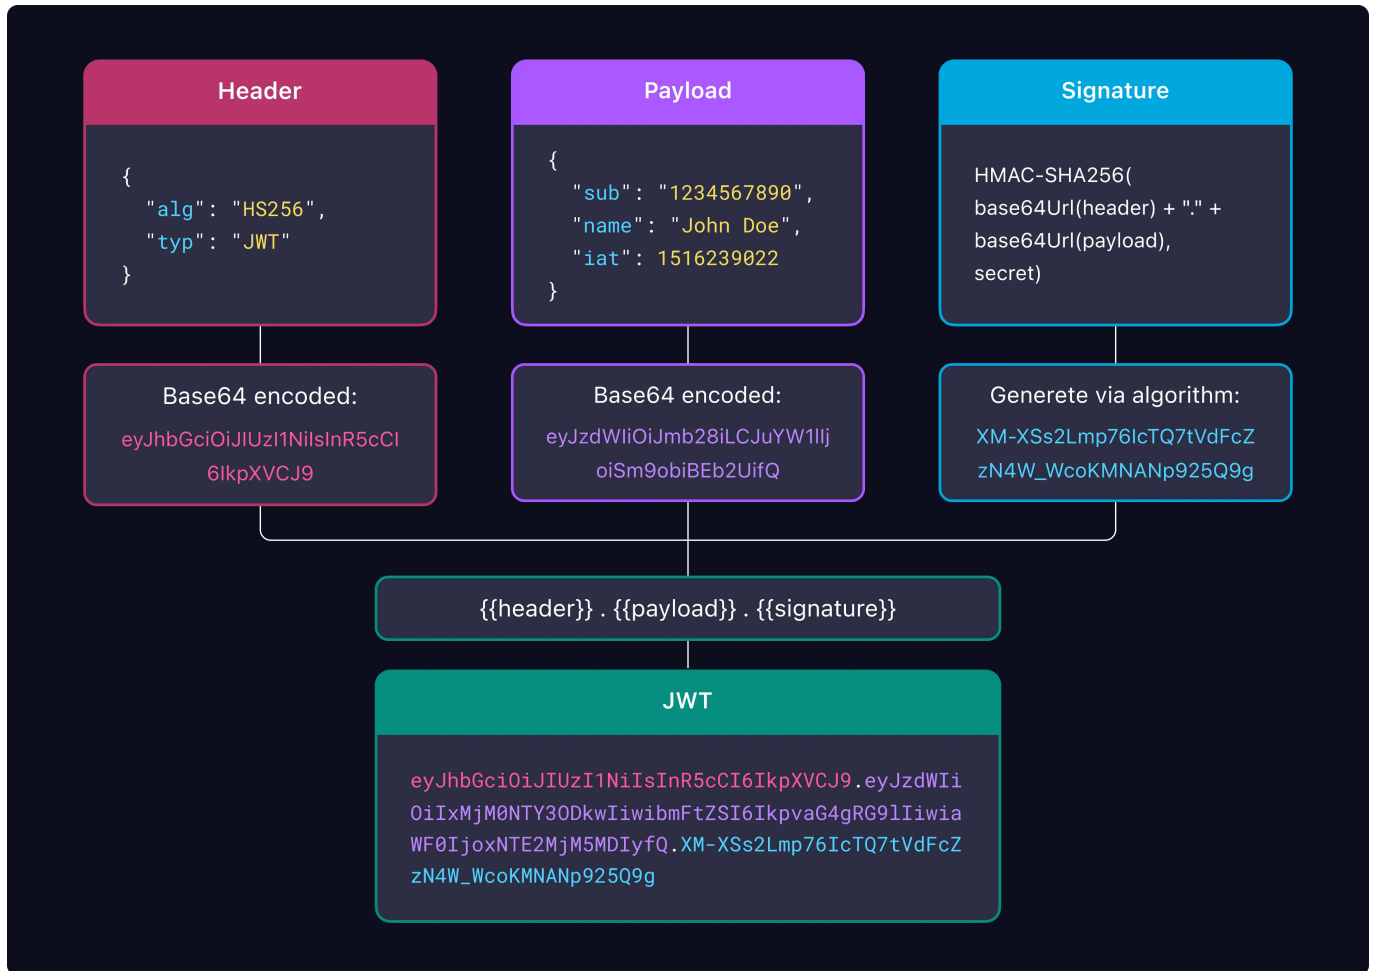 Header
{
"alg": "HS256",
"typ": "JWT"
}
Payload
{
"sub": "1234567890",
"name": "John Doe",
"iat": 1516239022
}
Signature
HMAC-SHA256(
base64Url(header) + "." +
base64Url(payload),
secret)
Base64 encoded:
eyJhbGciOiJIUzI1NiIsInR5cCI
6IkpXVCJ9
Base64 encoded:
eyJzdWIiOiJmb28iLCJuYW1lIj
oiSm9obiBEb2UifQ
Generete via algorithm:
XM-XSs2Lmp76IcTQ7tVdFcZ
zN4W_WcoKMNANp925Q9g
{{header}} . {{payload}} . {{signature}}
JWT
eyJhbGciOiJIUzI1NiIsInR5cCI6IkpXVCJ9.eyJzdWIi
OiIxMjM0NTY3ODkwIiwibmFtZSI6IkpvaG4gRG9lIiwia
WF0IjoxNTE2MjM5MDIyfQ.XM-XSs2Lmp76IcTQ7tVdFcZ
zN4W_WcoKMNANp925Q9g